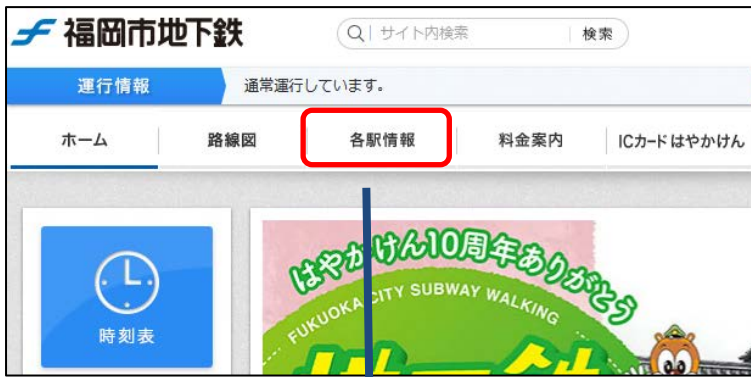 福岡市地下鉄
サイト内検索 検索
運行情報 通常運行しています。
ホーム 路線図 各駅情報 料金案内 ICカードはやかけん
時刻表
はやかけん10周年ありがとう
FUKUOKA CITY SUBWAY WALKING